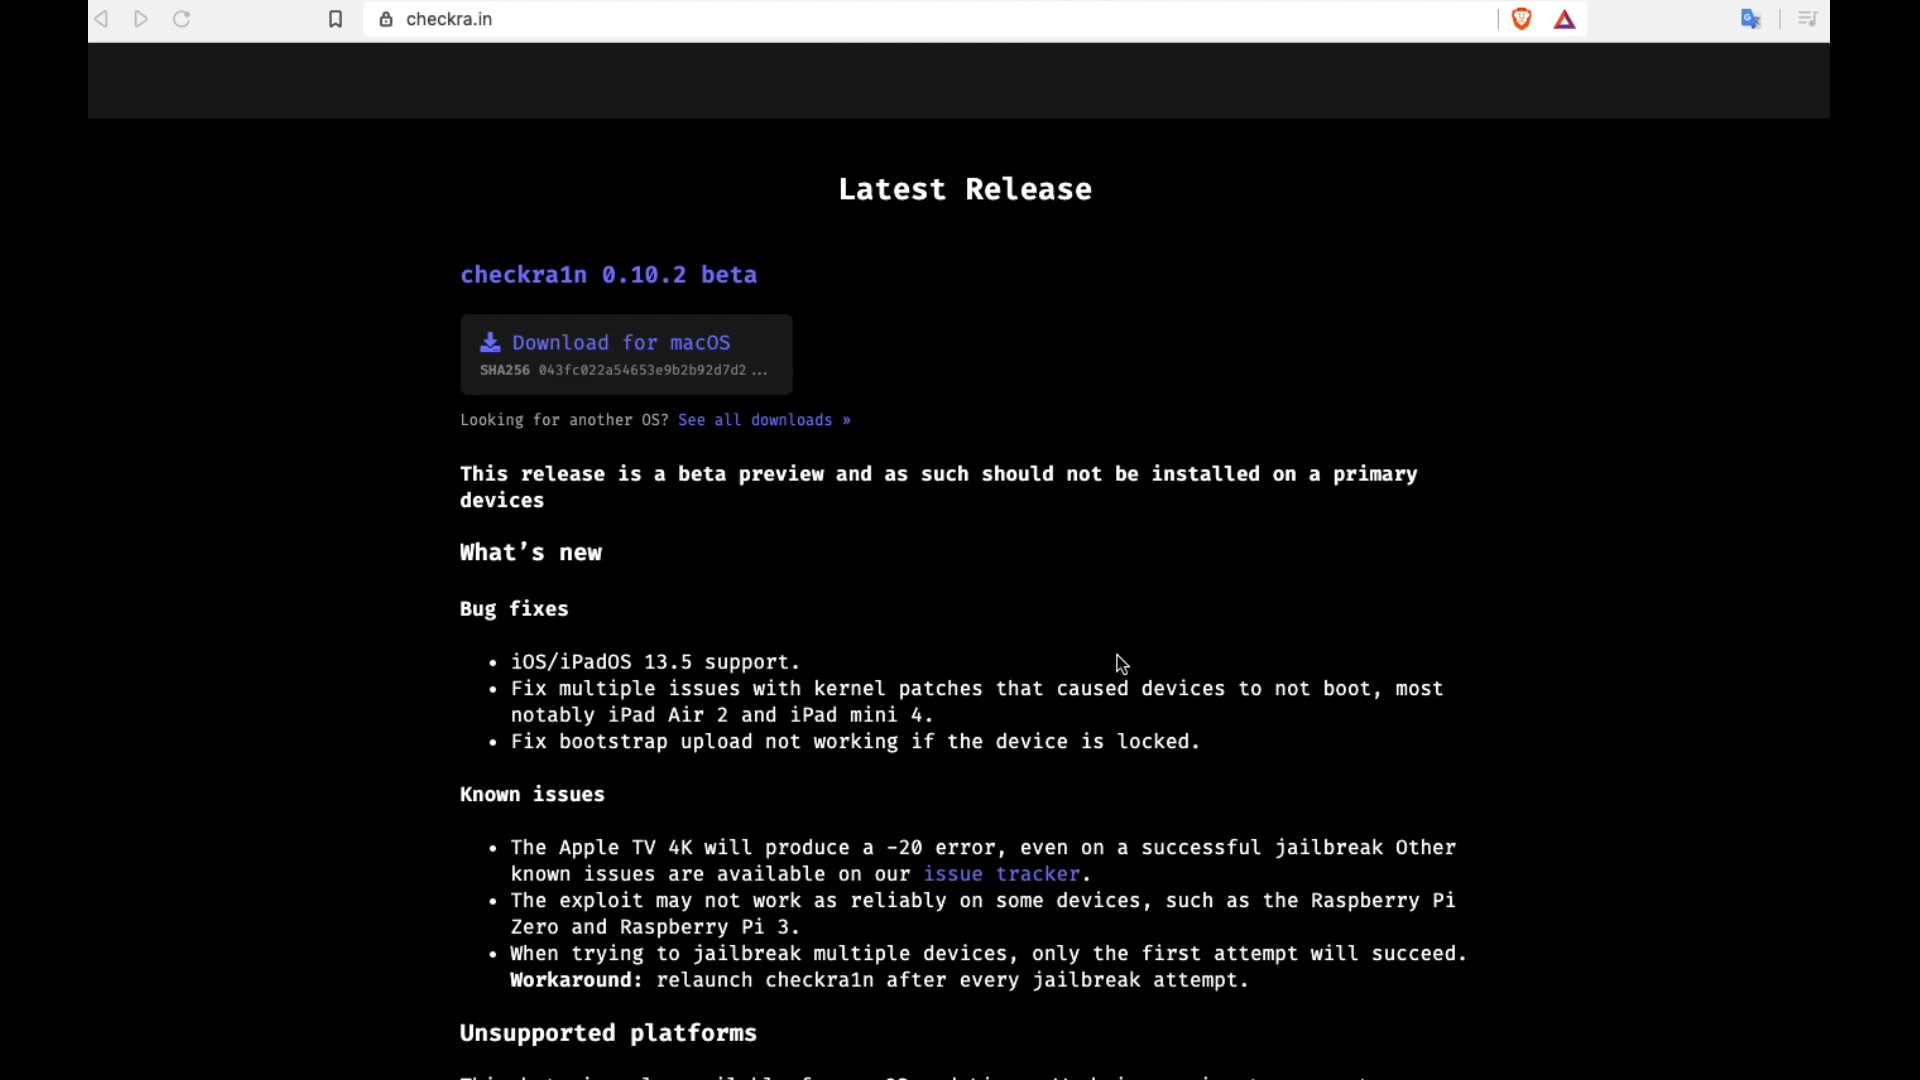 checkra.in
Latest Release
checkra1n 0.10.2 beta
Download for macOS
SHA256 043fc022a54653e9b2b92d7d2 ...
Looking for another OS? See all downloads »
This release is a beta preview and as such should not be installed on a primary
devices
What's new
Bug fixes
• iOS/iPadOS 13.5 support.
• Fix multiple issues with kernel patches that caused devices to not boot, most
notably iPad Air 2 and iPad mini 4.
• Fix bootstrap upload not working if the device is locked.
Known issues
• The Apple TV 4K will produce a -20 error, even on a successful jailbreak Other
known issues are available on our issue tracker.
• The exploit may not work as reliably on some devices, such as the Raspberry Pi
Zero and Raspberry Pi 3.
• When trying to jailbreak multiple devices, only the first attempt will succeed.
Workaround: relaunch checkra1n after every jailbreak attempt.
Unsupported platforms